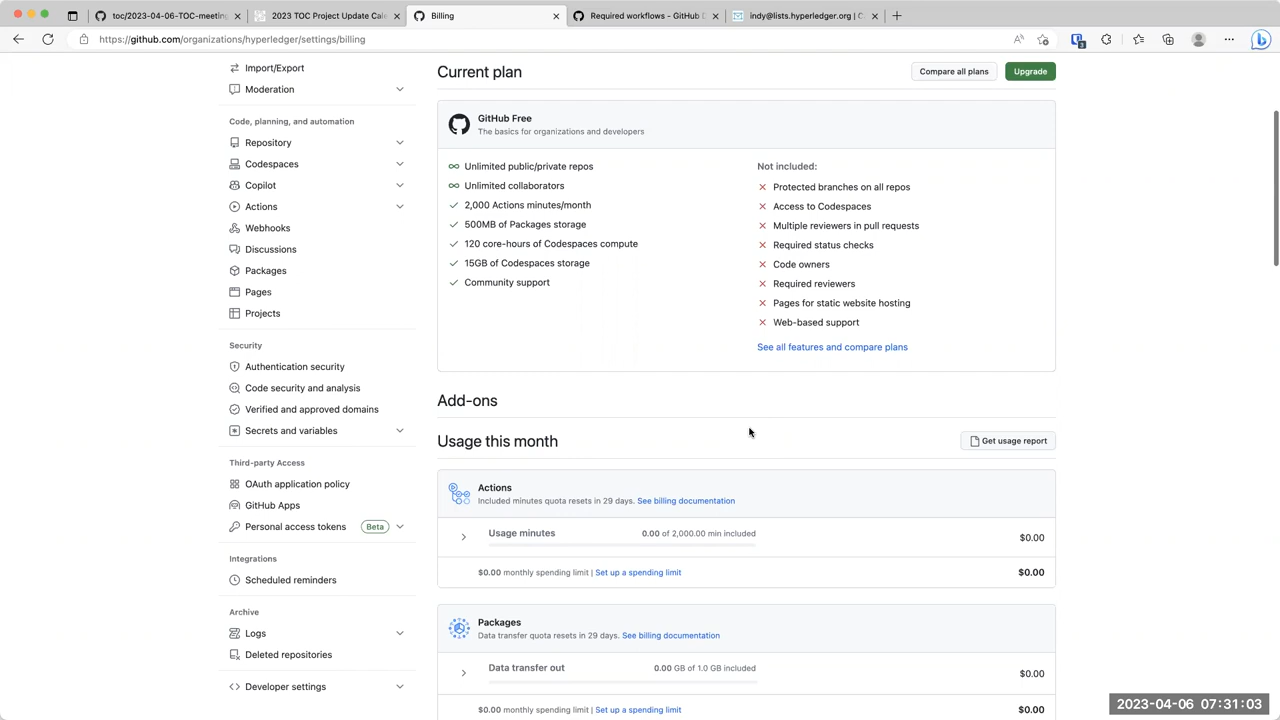 toc/2023-04-06-TOC-meeting
2023 TOC Project Update Cale
Billing
Required workflows - GitHub D
indy@lists.hyperledger.org | C
https://github.com/organizations/hyperledger/settings/billing
3
Import/Export
Moderation
Code, planning, and automation
Repository
Codespaces
Copilot
Actions
Webhooks
Discussions
Packages
Pages
Projects
Security
Authentication security
Code security and analysis
Verified and approved domains
Secrets and variables
Third-party Access
OAuth application policy
GitHub Apps
Personal access tokens Beta
Integrations
Scheduled reminders
Archive
Logs
Deleted repositories
Developer settings
Current plan
Compare all plans
Upgrade
GitHub Free
The basics for organizations and developers
Unlimited public/private repos
Unlimited collaborators
2,000 Actions minutes/month
500MB of Packages storage
120 core-hours of Codespaces compute
15GB of Codespaces storage
Community support
Not included:
Protected branches on all repos
Access to Codespaces
Multiple reviewers in pull requests
Required status checks
Code owners
Required reviewers
Pages for static website hosting
Web-based support
See all features and compare plans
Add-ons
Usage this month
Get usage report
Actions
Included minutes quota resets in 29 days. See billing documentation
Usage minutes 0.00 of 2,000.00 min included $0.00
$0.00 monthly spending limit | Set up a spending limit $0.00
Packages
Data transfer quota resets in 29 days. See billing documentation
Data transfer out 0.00 GB of 1.0 GB included $0.00
$0.00 monthly spending limit | Set up a spending limit $0.00
2023-04-06 07:31:03